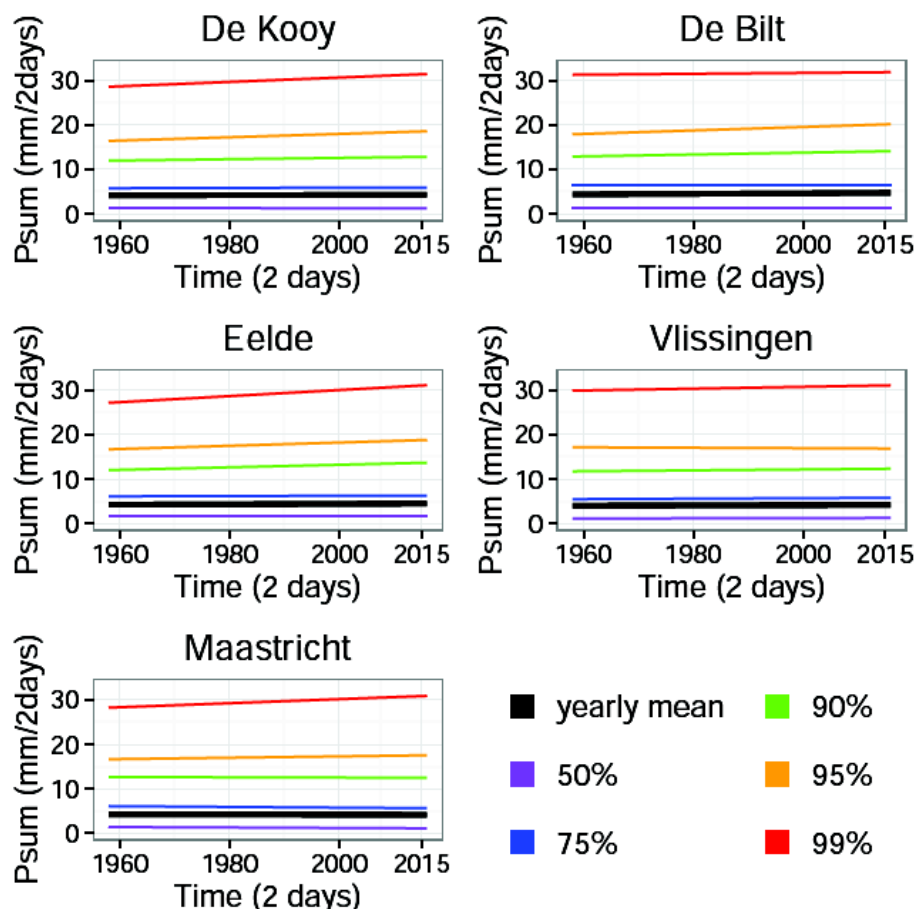 De Kooy
Psum (mm/2days)
30
20
10
0
1960 1980 2000 2015
Time (2 days)
De Bilt
Psum (mm/2days)
30
20
10
0
1960 1980 2000 2015
Time (2 days)
Eelde
Psum (mm/2days)
30
20
10
0
1960 1980 2000 2015
Time (2 days)
Vlissingen
Psum (mm/2days)
30
20
10
0
1960 1980 2000 2015
Time (2 days)
Maastricht
Psum (mm/2days)
30
20
10
0
1960 1980 2000 2015
Time (2 days)
yearly mean
50%
75%
90%
95%
99%